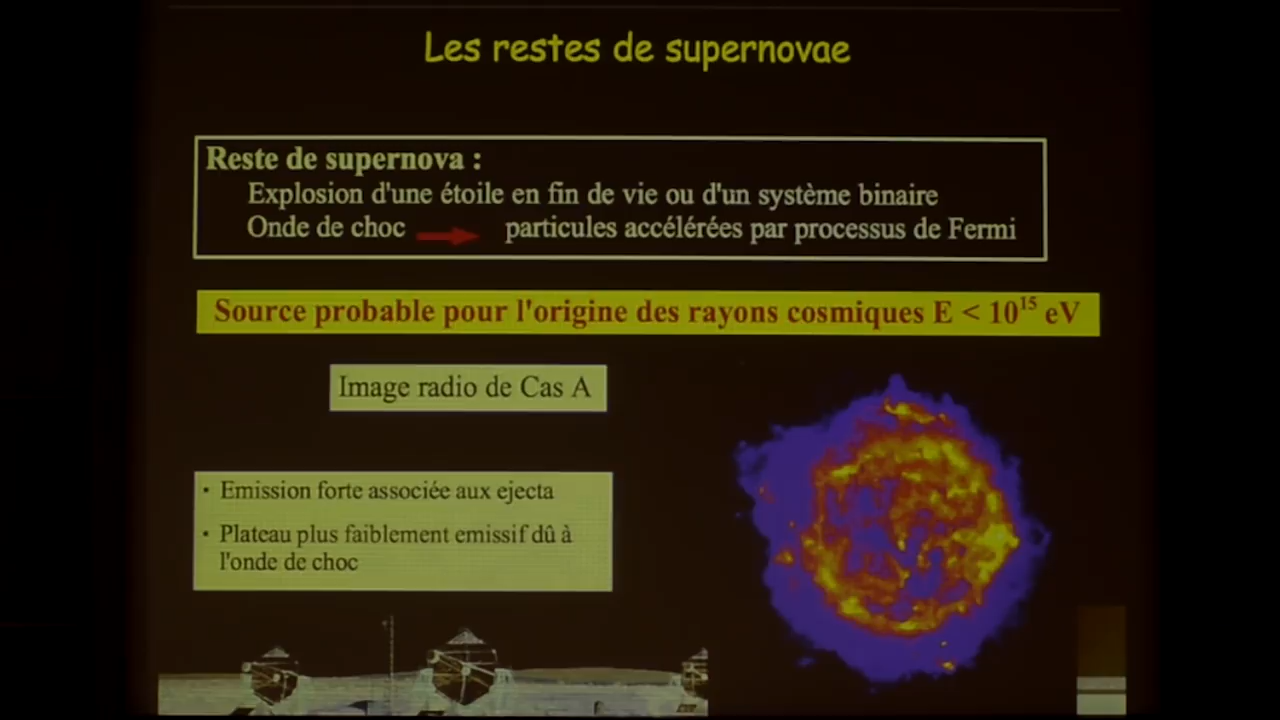 Les restes de supernovae
Reste de supernova :
Explosion d'une étoile en fin de vie ou d'un système binaire
Onde de choc particules accélérées par processus de Fermi
Source probable pour l'origine des rayons cosmiques E < 10¹⁵ eV
Image radio de Cas A
• Emission forte associée aux ejecta
• Plateau plus faiblement emissif dû à
l'onde de choc